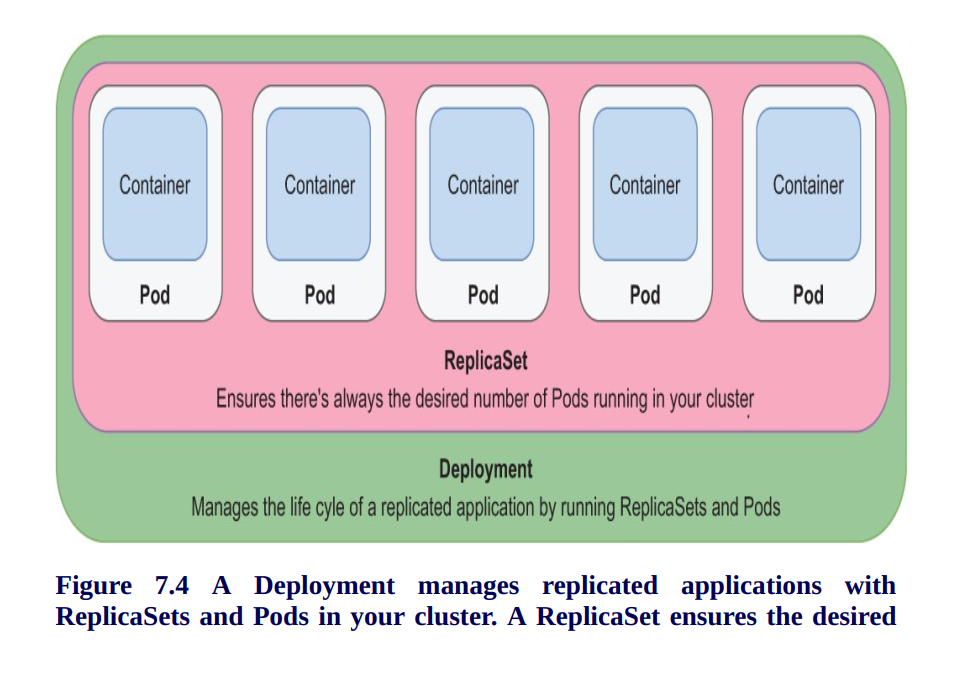 Container Container Container Container Container
Pod Pod Pod Pod Pod
ReplicaSet
Ensures there's always the desired number of Pods running in your cluster
Deployment
Manages the life cyle of a replicated application by running ReplicaSets and Pods
Figure 7.4 A Deployment manages replicated applications with
ReplicaSets and Pods in your cluster. A ReplicaSet ensures the desired